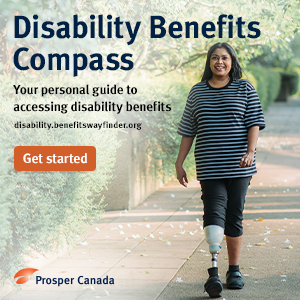 Disability Benefits
Compass
Your personal guide to
accessing disability benefits
disability.benefitswayfinder.org
Get started
Prosper Canada